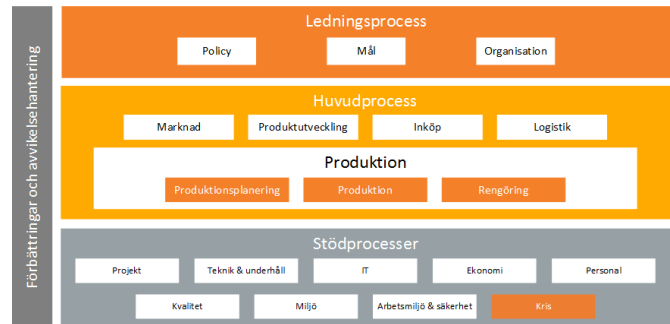 Förbättringar och avvikelsehantering
Ledningsprocess
Policy
Mål
Organisation
Huvudprocess
Marknad
Produktutveckling
Inköp
Logistik
Produktion
Produktionsplanering
Produktion
Rengöring
Stödprocesser
Projekt
Teknik & underhåll
IT
Ekonomi
Personal
Kvalitet
Miljö
Arbetsmiljö & säkerhet
Kris